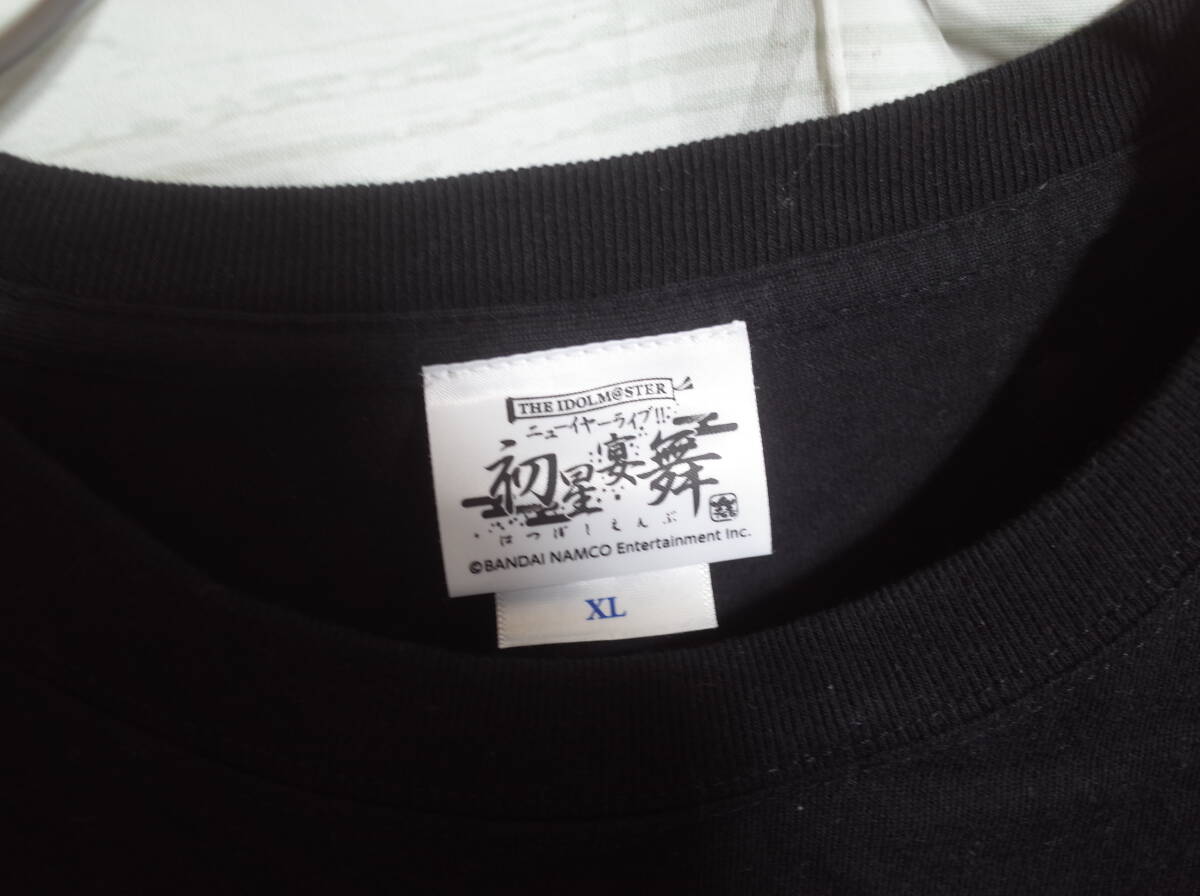 THE IDOLM@STER
ニューイヤーライブ!!
初星宴舞
はつぼしえんぶ
©BANDAI NAMCO Entertainment Inc.
XL